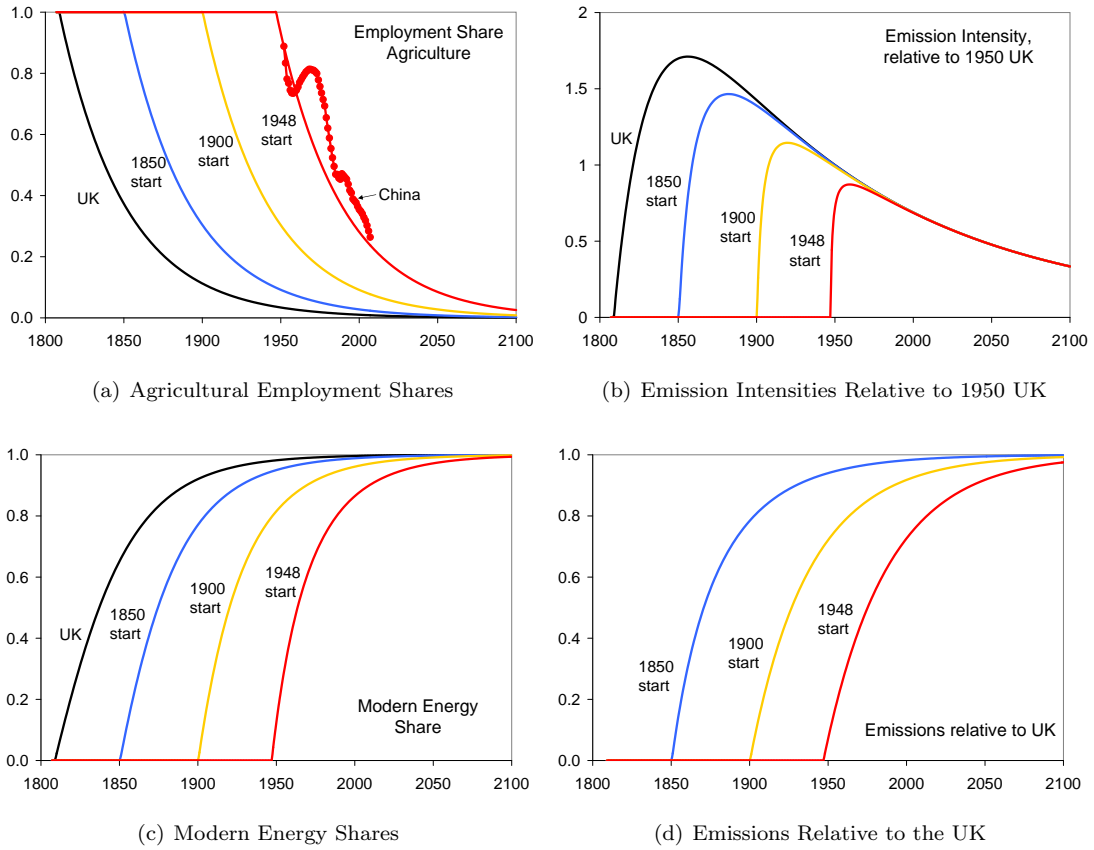 1.0
0.8
0.6
0.4
0.2
0.0
1800
1850
1900
1950
2000
2050
2100
Employment Share
Agriculture
1948
start
1900
start
1850
start
UK
China
(a) Agricultural Employment Shares
2
1.5
1
0.5
0
1800
1850
1900
1950
2000
2050
2100
Emission Intensity,
relative to 1950 UK
UK
1850
start
1900
start
1948
start
(b) Emission Intensities Relative to 1950 UK
1.0
0.8
0.6
0.4
0.2
0.0
1800
1850
1900
1950
2000
2050
2100
UK
1850
start
1900
start
1948
start
Modern Energy
Share
(c) Modern Energy Shares
1.0
0.8
0.6
0.4
0.2
0.0
1800
1850
1900
1950
2000
2050
2100
1850
start
1900
start
1948
start
Emissions relative to UK
(d) Emissions Relative to the UK